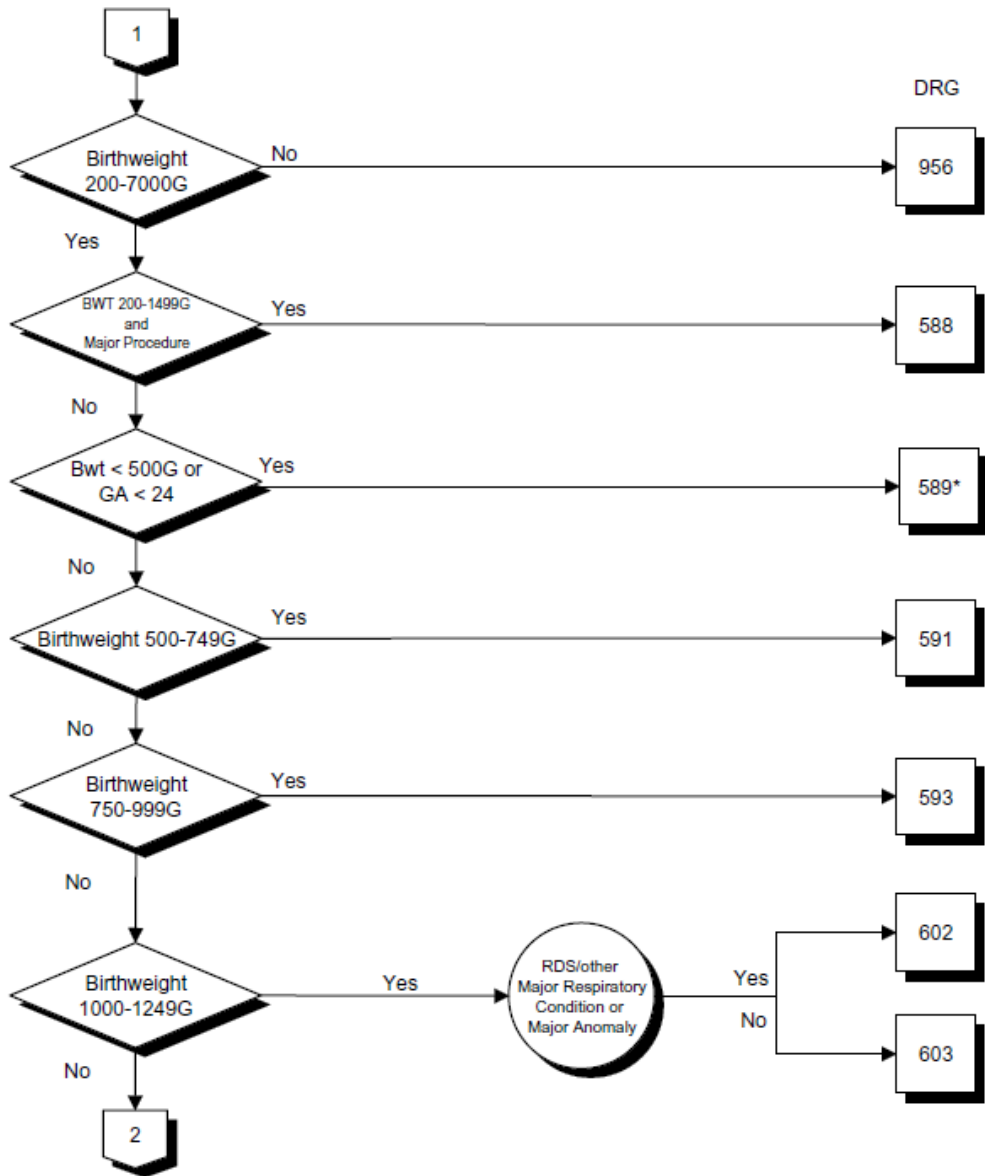 1
DRG
Birthweight
200-7000G
No
956
Yes
BWT 200-1499G
and
Major Procedure
Yes
588
No
Bwt < 500G or
GA < 24
Yes
589*
No
Birthweight 500-749G
Yes
591
No
Birthweight
750-999G
Yes
593
No
Birthweight
1000-1249G
Yes
RDS/other
Major Respiratory
Condition or
Major Anomaly
Yes
602
No
603
No
2